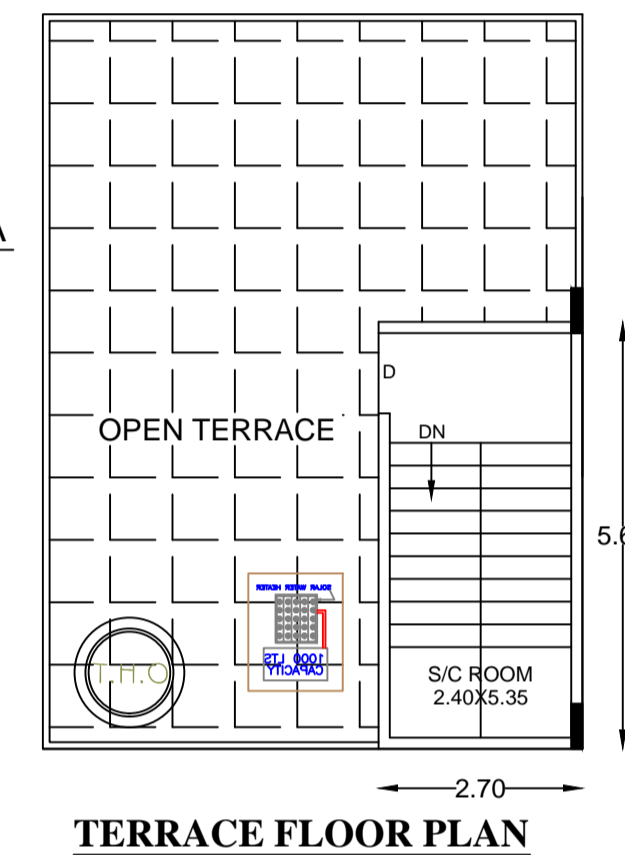 A
D
DN
OPEN TERRACE
SOLAR WATER HEATER
1000 LTS
CAPACITY
O.H.T
S/C ROOM
2.40X5.35
2.70
TERRACE FLOOR PLAN